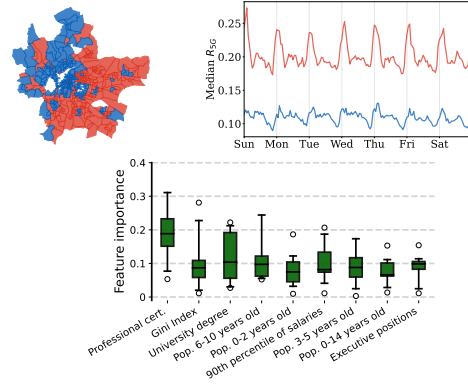 0.25
0.20
0.15
0.10
Median R5G
Sun Mon Tue Wed Thu Fri Sat
0.4
0.3
0.2
0.1
0
Feature importance
Professional cert.
Gini Index
University degree
Pop. 6-10 years old
Pop. 0-2 years old
90th percentile of salaries
Pop. 3-5 years old
Pop. 0-14 years old
Executive positions